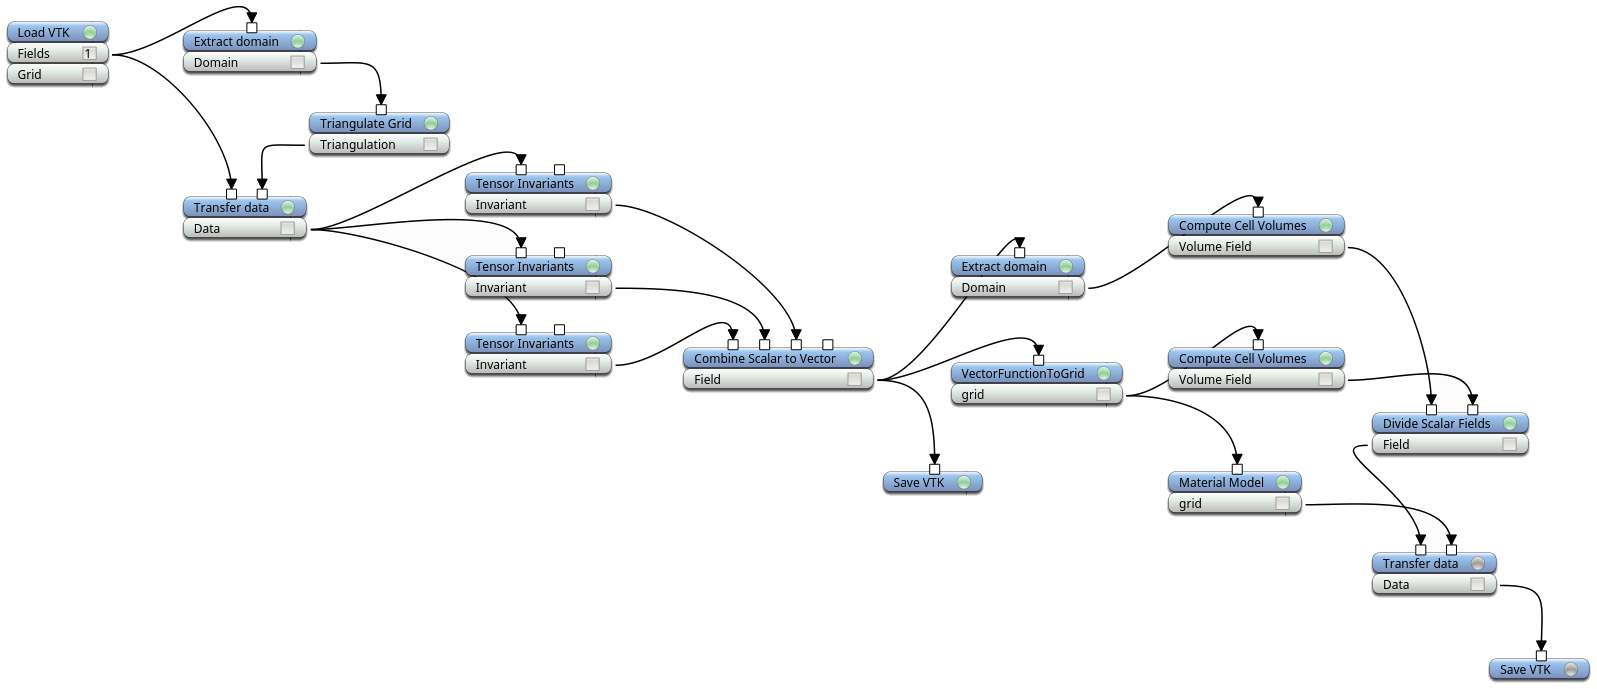 Load VTK
Fields 1
Grid
Extract domain
Domain
Triangulate Grid
Triangulation
Transfer data
Data
Tensor Invariants
Invariant
Tensor Invariants
Invariant
Tensor Invariants
Invariant
Combine Scalar to Vector
Field
Extract domain
Domain
VectorFunctionToGrid
grid
Save VTK
Compute Cell Volumes
Volume Field
Compute Cell Volumes
Volume Field
Material Model
grid
Divide Scalar Fields
Field
Transfer data
Data
Save VTK